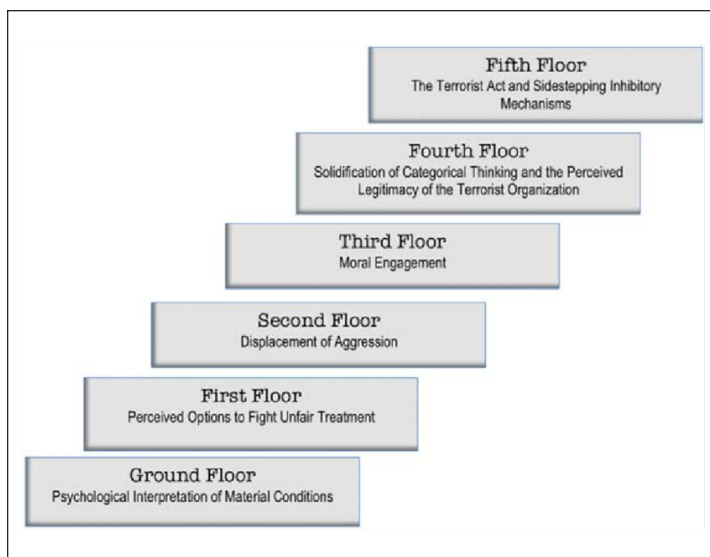 Fifth Floor
The Terrorist Act and Sidestepping Inhibitory
Mechanisms
Fourth Floor
Solidification of Categorical Thinking and the Perceived
Legitimacy of the Terrorist Organization
Third Floor
Moral Engagement
Second Floor
Displacement of Aggression
First Floor
Perceived Options to Fight Unfair Treatment
Ground Floor
Psychological Interpretation of Material Conditions